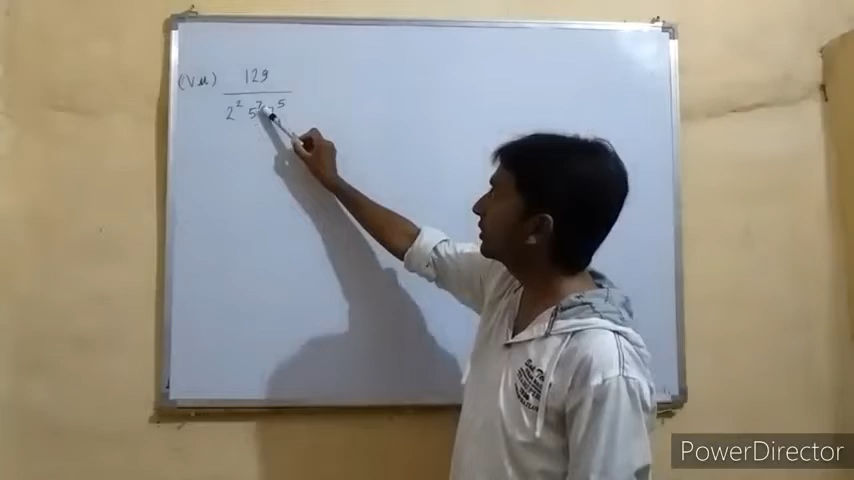 (vii) 129
2² 5⁷ 7⁵
PowerDirector